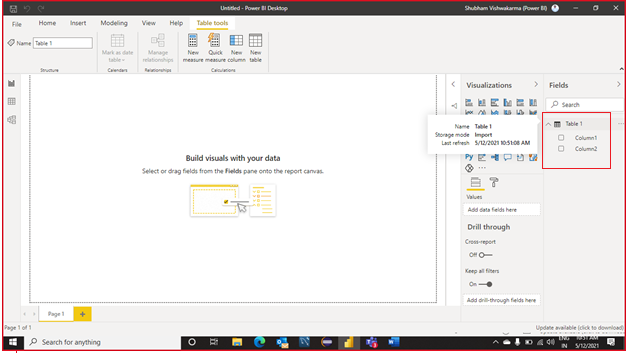 Untitled - Power BI Desktop
Shubham Vishwakarma (Power BI)
File
Home
Insert
Modeling
View
Help
Table tools
Name
Table 1
Mark as date
table
Manage
relationships
New
measure
Quick
measure
New
column
New
table
Structure
Calendars
Relationships
Calculations
Build visuals with your data
Select or drag fields from the Fields pane onto the report canvas.
Visualizations
Name Table 1
Storage mode Import
Last refresh 5/12/2021 10:51:08 AM
Py
Values
Add data fields here
Drill through
Cross-report
Off
Keep all filters
On
Add drill-through fields here
Fields
Search
Table 1
Column1
Column2
Page 1
Page 1 of 1
Update available (click to download)
Search for anything
ENG
IN
10:51 AM
5/12/2021